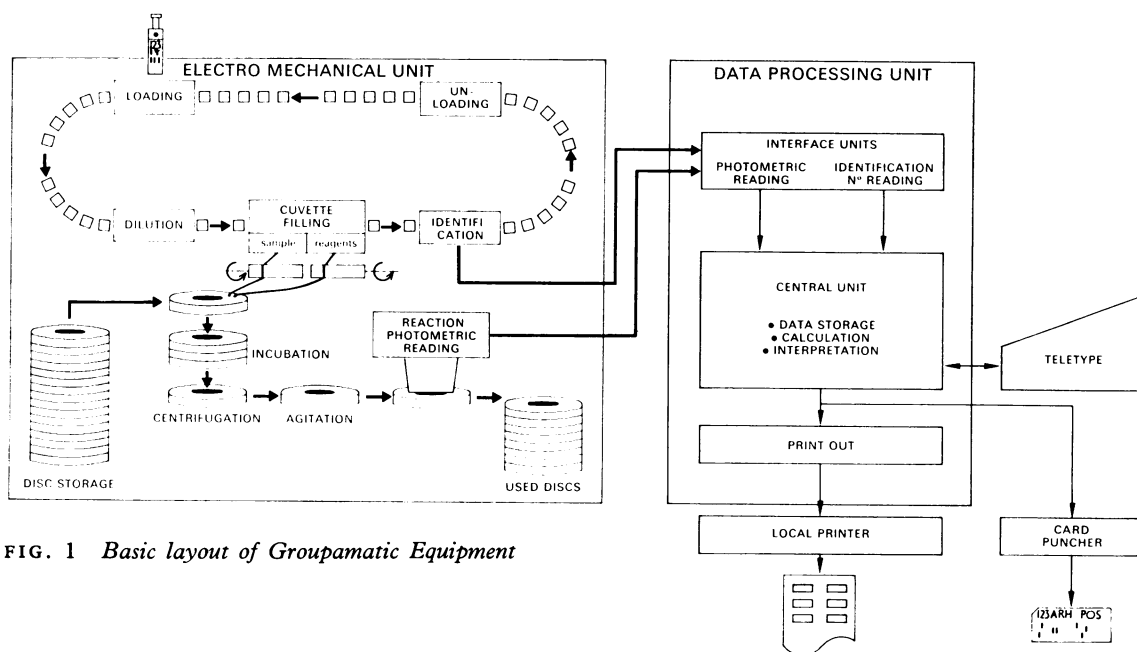 ELECTRO MECHANICAL UNIT
LOADING
UN-
LOADING
DILUTION
CUVETTE
FILLING
sample
reagents
IDENTIFI
CATION
REACTION
PHOTOMETRIC
READING
INCUBATION
CENTRIFUGATION
AGITATION
DISC STORAGE
USED DISCS
DATA PROCESSING UNIT
INTERFACE UNITS
PHOTOMETRIC
READING
IDENTIFICATION
Nº READING
CENTRAL UNIT
• DATA STORAGE
• CALCULATION
• INTERPRETATION
TELETYPE
PRINT OUT
LOCAL PRINTER
CARD
PUNCHER
123ARH POS
FIG. 1 Basic layout of Groupamatic Equipment